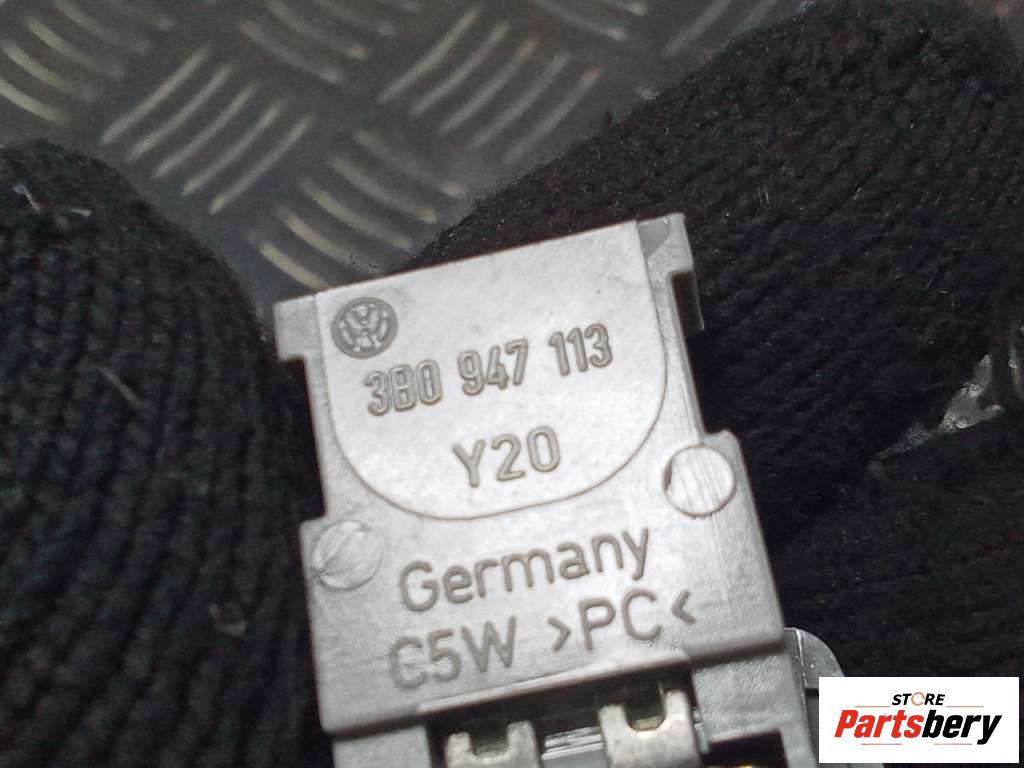 3B0 947 113
Y20
Germany
C5W >PC<
STORE
Partsbery